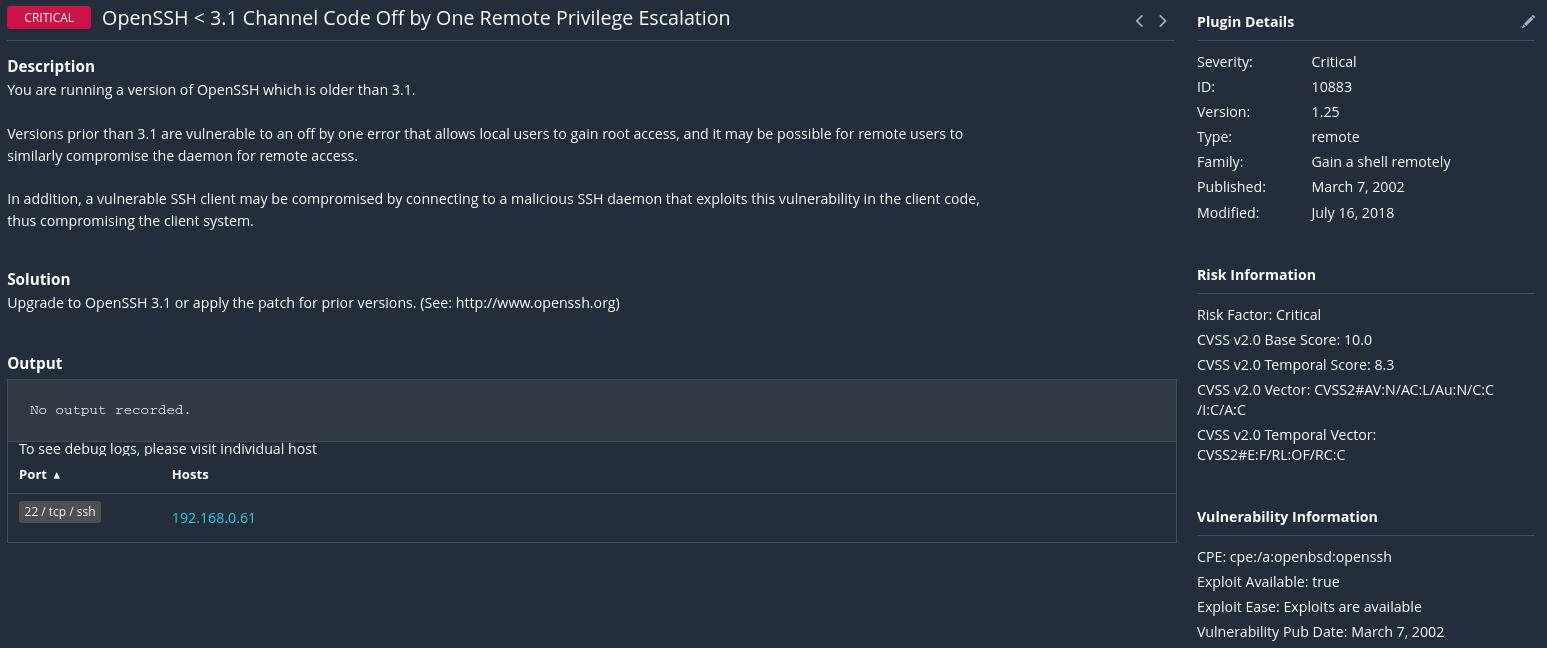 CRITICAL OpenSSH < 3.1 Channel Code Off by One Remote Privilege Escalation
Description
You are running a version of OpenSSH which is older than 3.1.
Versions prior than 3.1 are vulnerable to an off by one error that allows local users to gain root access, and it may be possible for remote users to
similarly compromise the daemon for remote access.
In addition, a vulnerable SSH client may be compromised by connecting to a malicious SSH daemon that exploits this vulnerability in the client code,
thus compromising the client system.
Solution
Upgrade to OpenSSH 3.1 or apply the patch for prior versions. (See: http://www.openssh.org)
Output
No output recorded.
To see debug logs, please visit individual host
Port ▲ Hosts
22 / tcp / ssh 192.168.0.61
Plugin Details
Severity: Critical
ID: 10883
Version: 1.25
Type: remote
Family: Gain a shell remotely
Published: March 7, 2002
Modified: July 16, 2018
Risk Information
Risk Factor: Critical
CVSS v2.0 Base Score: 10.0
CVSS v2.0 Temporal Score: 8.3
CVSS v2.0 Vector: CVSS2#AV:N/AC:L/Au:N/C:C
/I:C/A:C
CVSS v2.0 Temporal Vector:
CVSS2#E:F/RL:OF/RC:C
Vulnerability Information
CPE: cpe:/a:openbsd:openssh
Exploit Available: true
Exploit Ease: Exploits are available
Vulnerability Pub Date: March 7, 2002